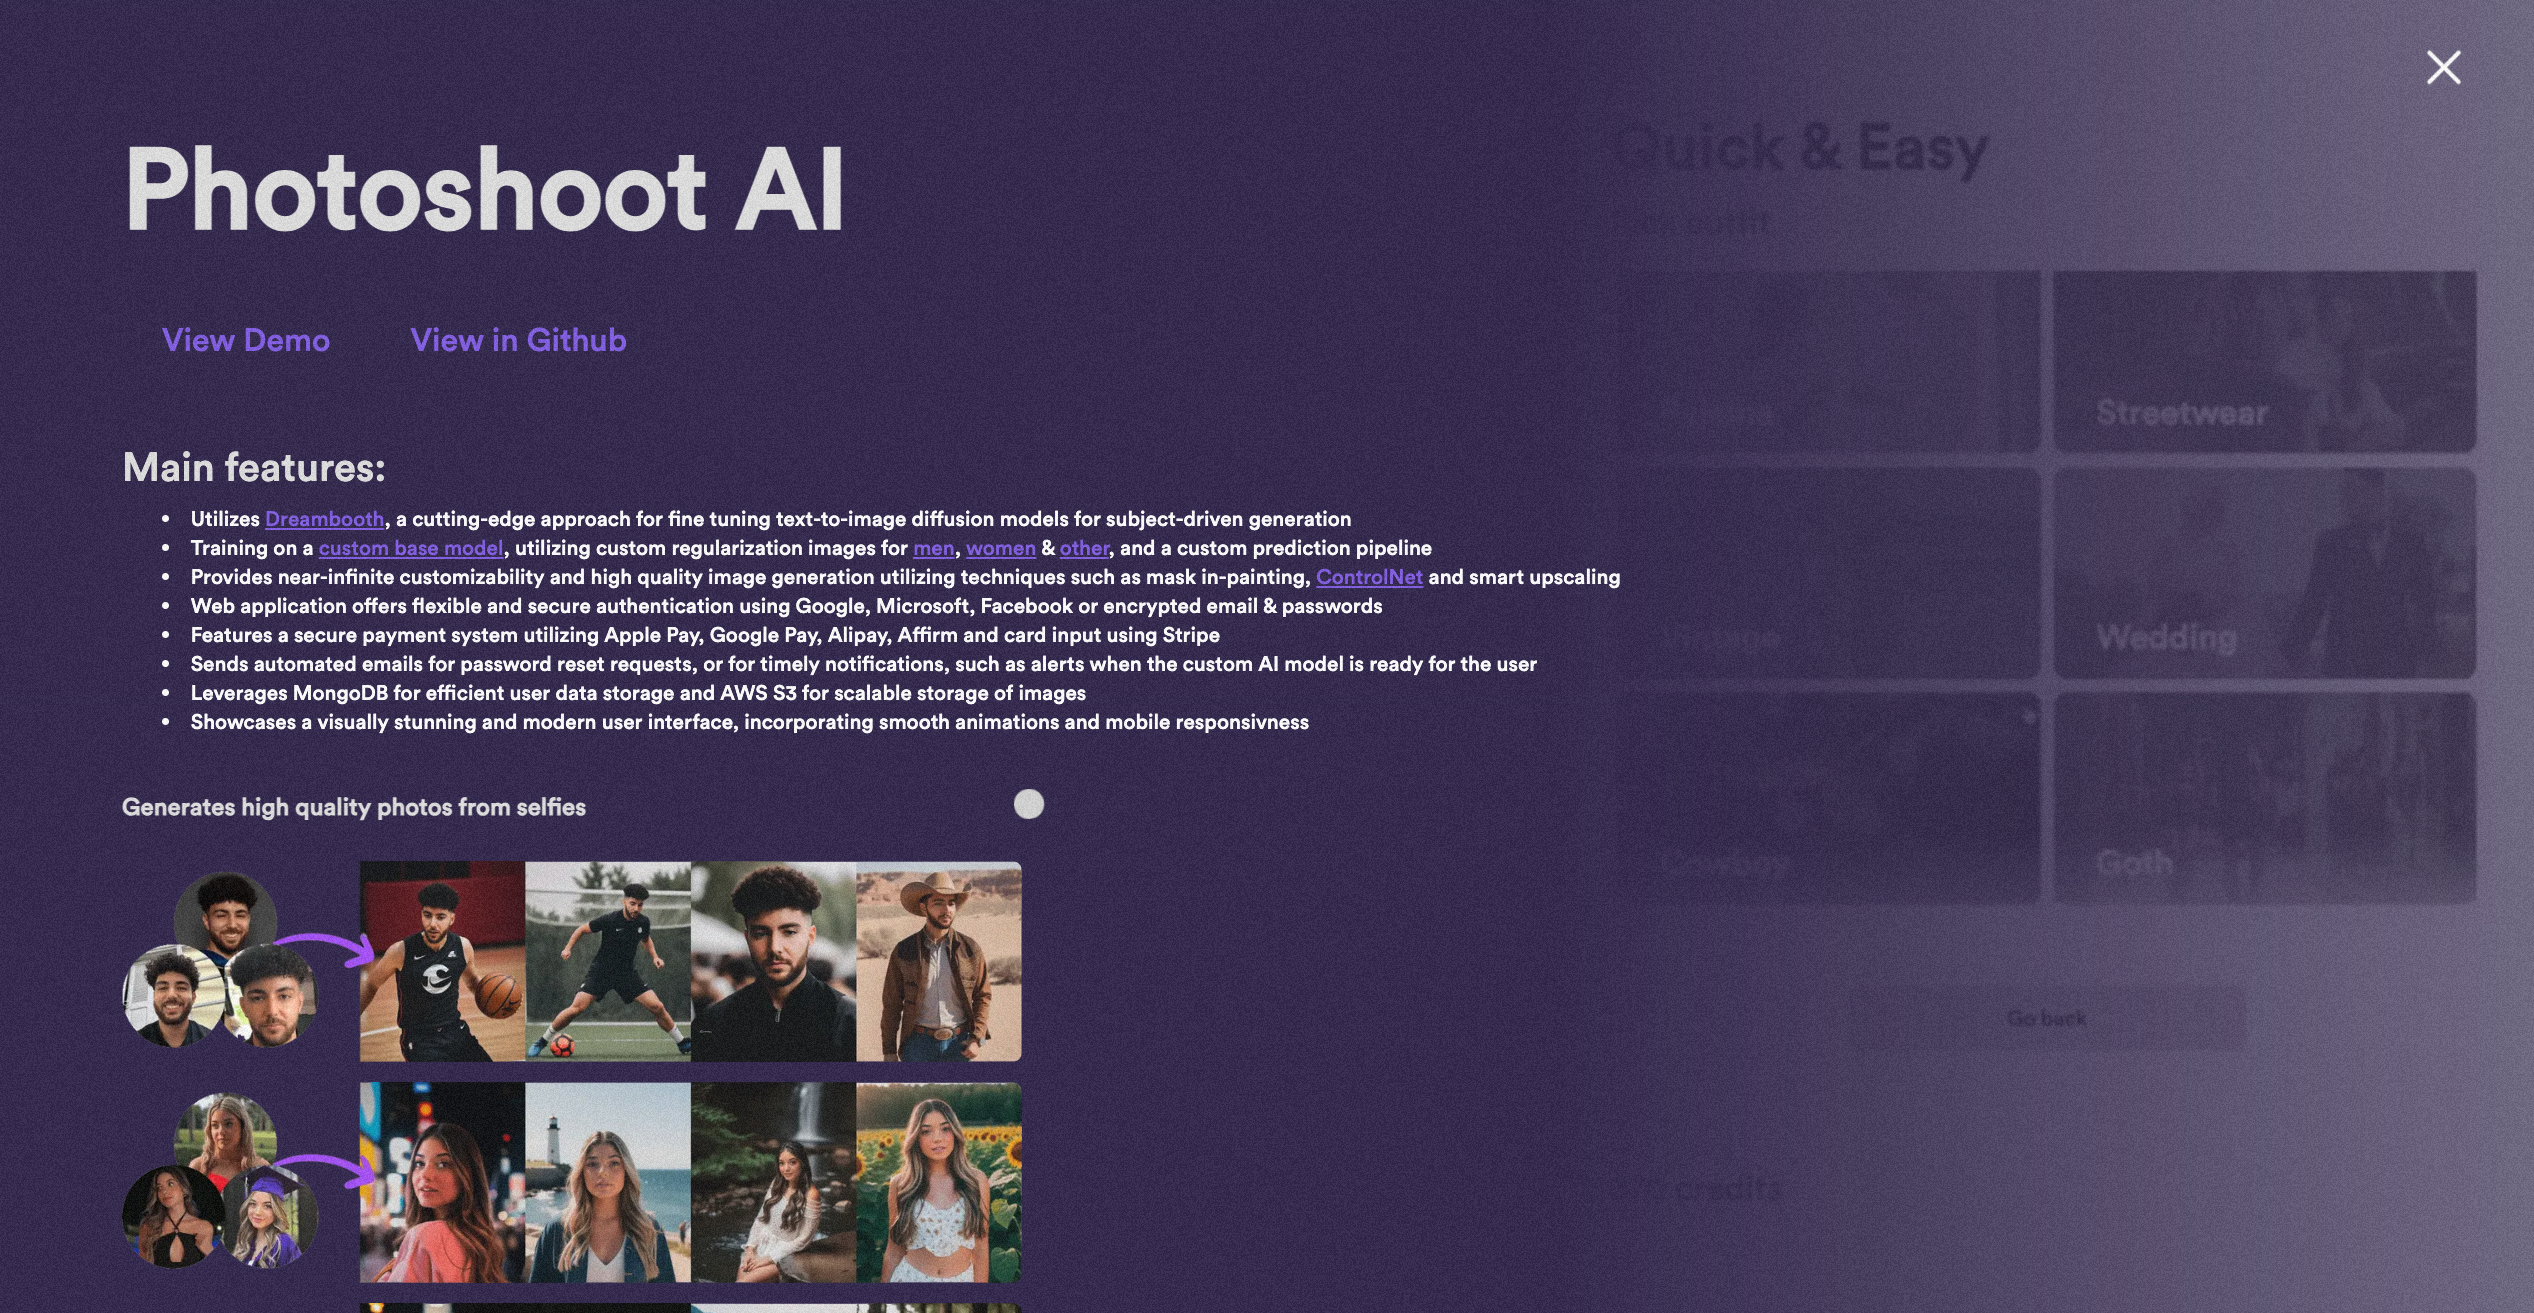 Photoshoot AI
Quick & Easy
outfit
View Demo
View in Github
Streetwear
Main features:
Utilizes Dreambooth, a cutting-edge approach for fine tuning text-to-image diffusion models for subject-driven generation
Training on a custom base model, utilizing custom regularization images for men, women & other, and a custom prediction pipeline
Provides near-infinite customizability and high quality image generation utilizing techniques such as mask in-painting, ControlNet and smart upscaling
Web application offers flexible and secure authentication using Google, Microsoft, Facebook or encrypted email & passwords
Features a secure payment system utilizing Apple Pay, Google Pay, Alipay, Affirm and card input using Stripe
Sends automated emails for password reset requests, or for timely notifications, such as alerts when the custom AI model is ready for the user
Leverages MongoDB for efficient user data storage and AWS S3 for scalable storage of images
Showcases a visually stunning and modern user interface, incorporating smooth animations and mobile responsivness
Wedding
Generates high quality photos from selfies
Cowboy
Goth
Go back
credits